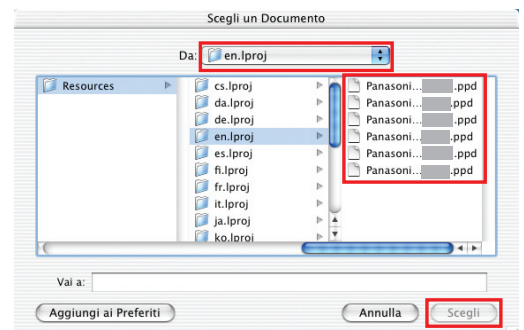 Scegli un Documento
Da: en.lproj
Resources
cs.lproj
da.lproj
de.lproj
en.lproj
es.lproj
fi.lproj
fr.lproj
it.lproj
ja.lproj
ko.lproj
Panasoni... .ppd
Panasoni... .ppd
Panasoni... .ppd
Panasoni... .ppd
Panasoni... .ppd
Panasoni... .ppd
Vai a:
Aggiungi ai Preferiti
Annulla
Scegli